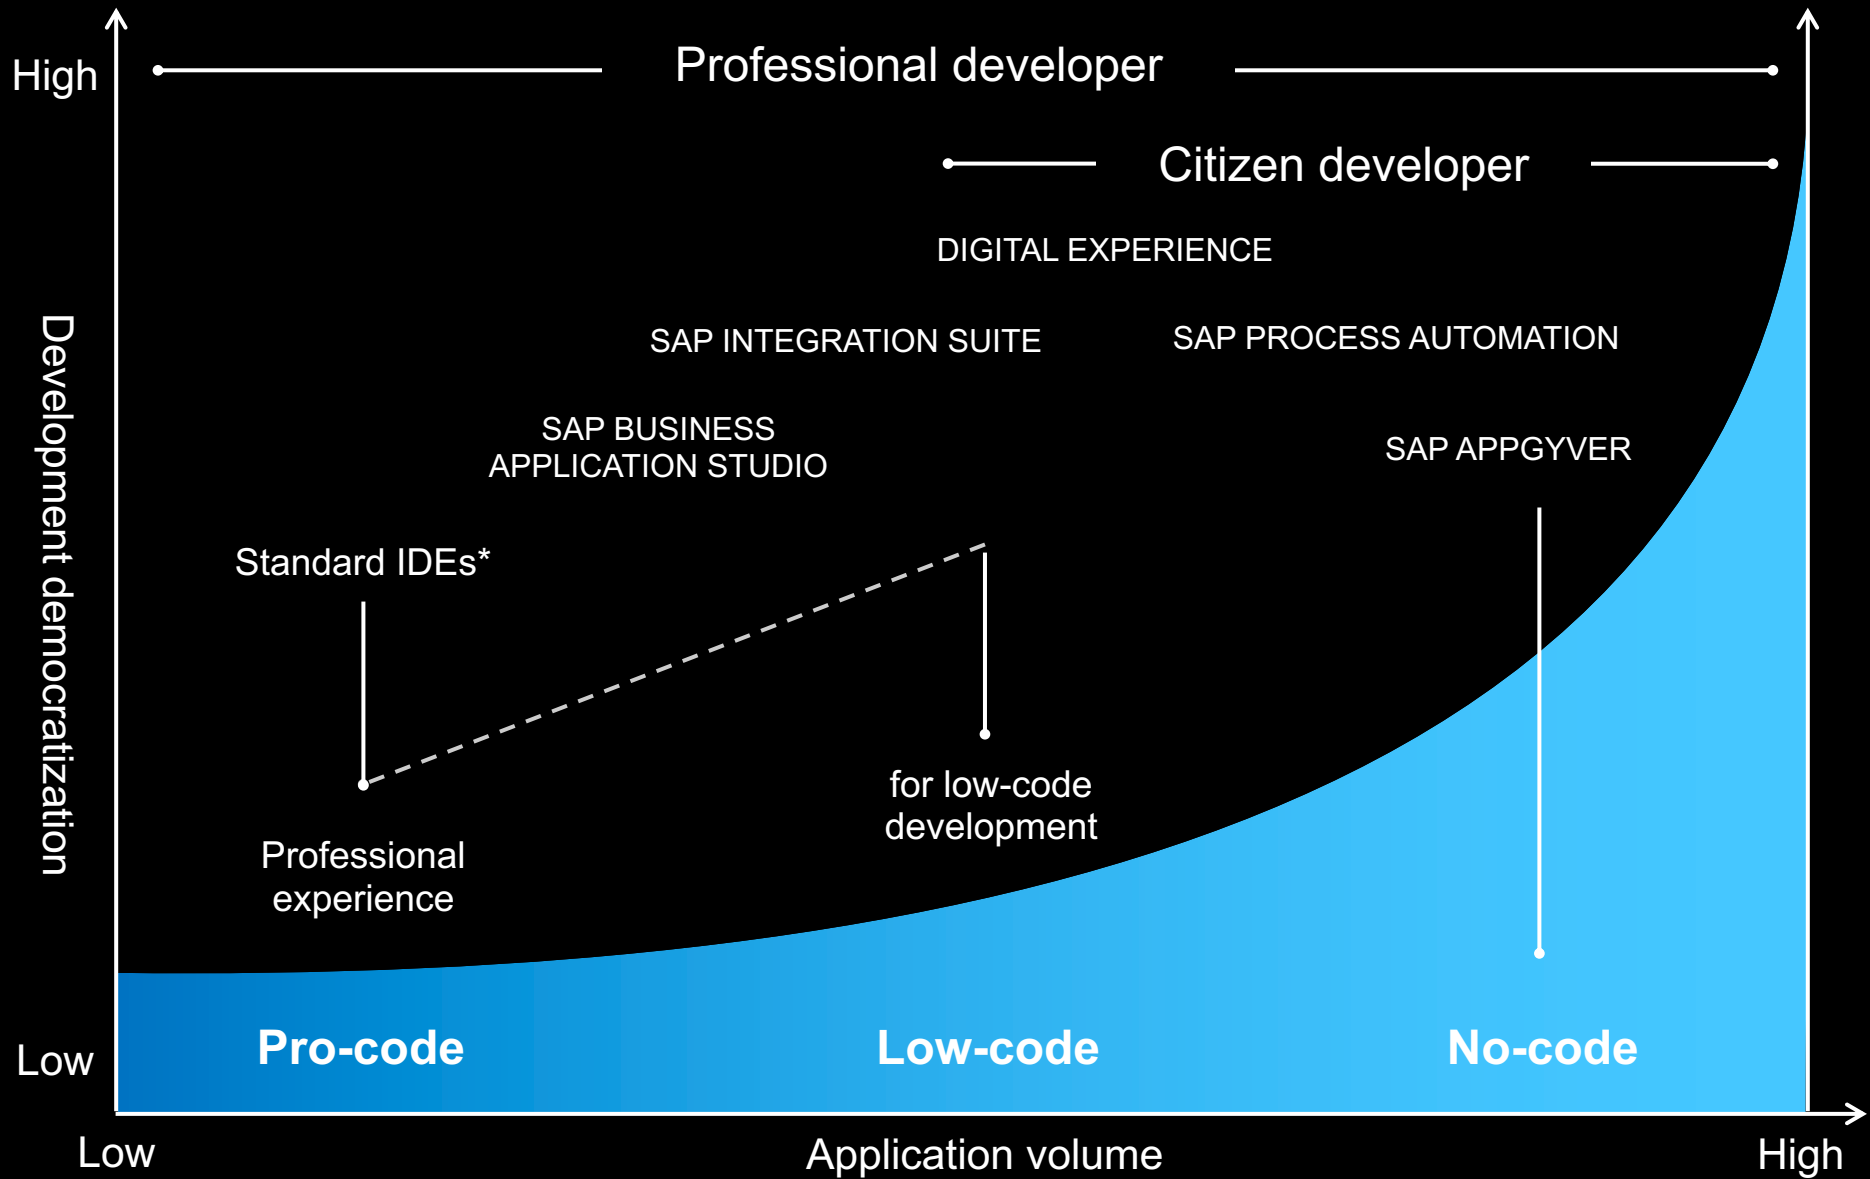 High
Professional developer
Citizen developer
DIGITAL EXPERIENCE
SAP INTEGRATION SUITE
SAP PROCESS AUTOMATION
SAP BUSINESS
APPLICATION STUDIO
SAP APPGYVER
Standard IDEs*
Development democratization
for low-code
development
Professional
experience
Pro-code
Low-code
No-code
Low
Low
Application volume
High